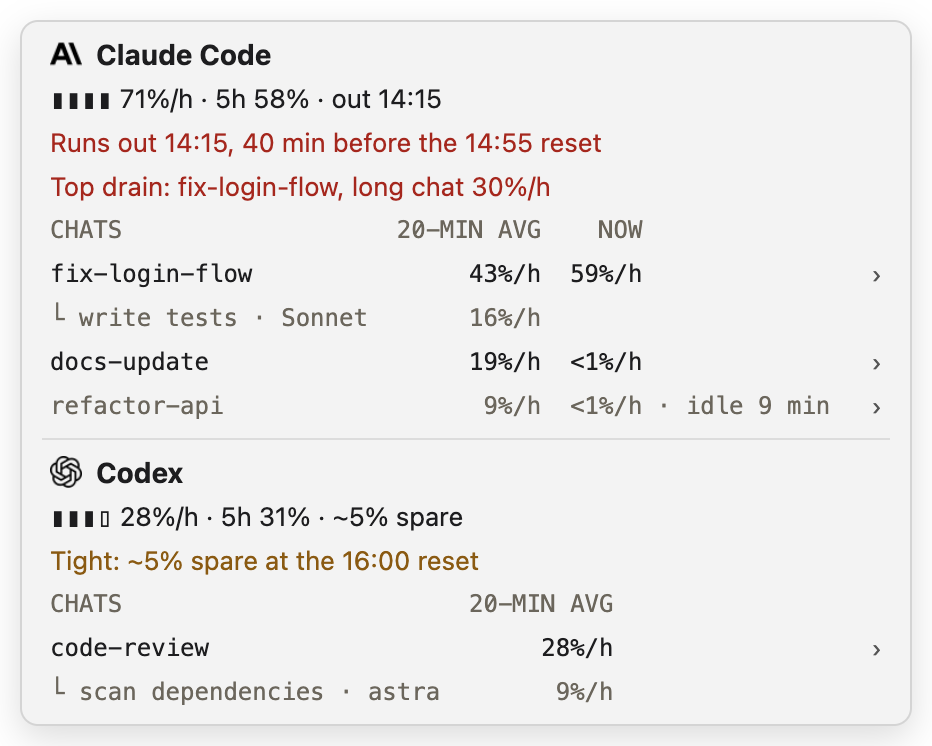 Claude Code
71%/h · 5h 58% · out 14:15
Runs out 14:15, 40 min before the 14:55 reset
Top drain: fix-login-flow, long chat 30%/h
CHATS 20-MIN AVG NOW
fix-login-flow 43%/h 59%/h ›
└ write tests · Sonnet 16%/h
docs-update 19%/h <1%/h ›
refactor-api 9%/h <1%/h · idle 9 min ›
Codex
28%/h · 5h 31% · ~5% spare
Tight: ~5% spare at the 16:00 reset
CHATS 20-MIN AVG
code-review 28%/h ›
└ scan dependencies · astra 9%/h